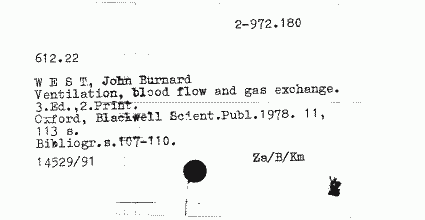 2-972.180
612.22
W E S T, John Burnard
Ventilation, blood flow and gas exchange.
3.Ed.,2.Print.
Oxford, Blackwell Scient.Publ.1978. 11,
113 s.
Bibliogr.s.107-110.
14529/91 Za/B/Km